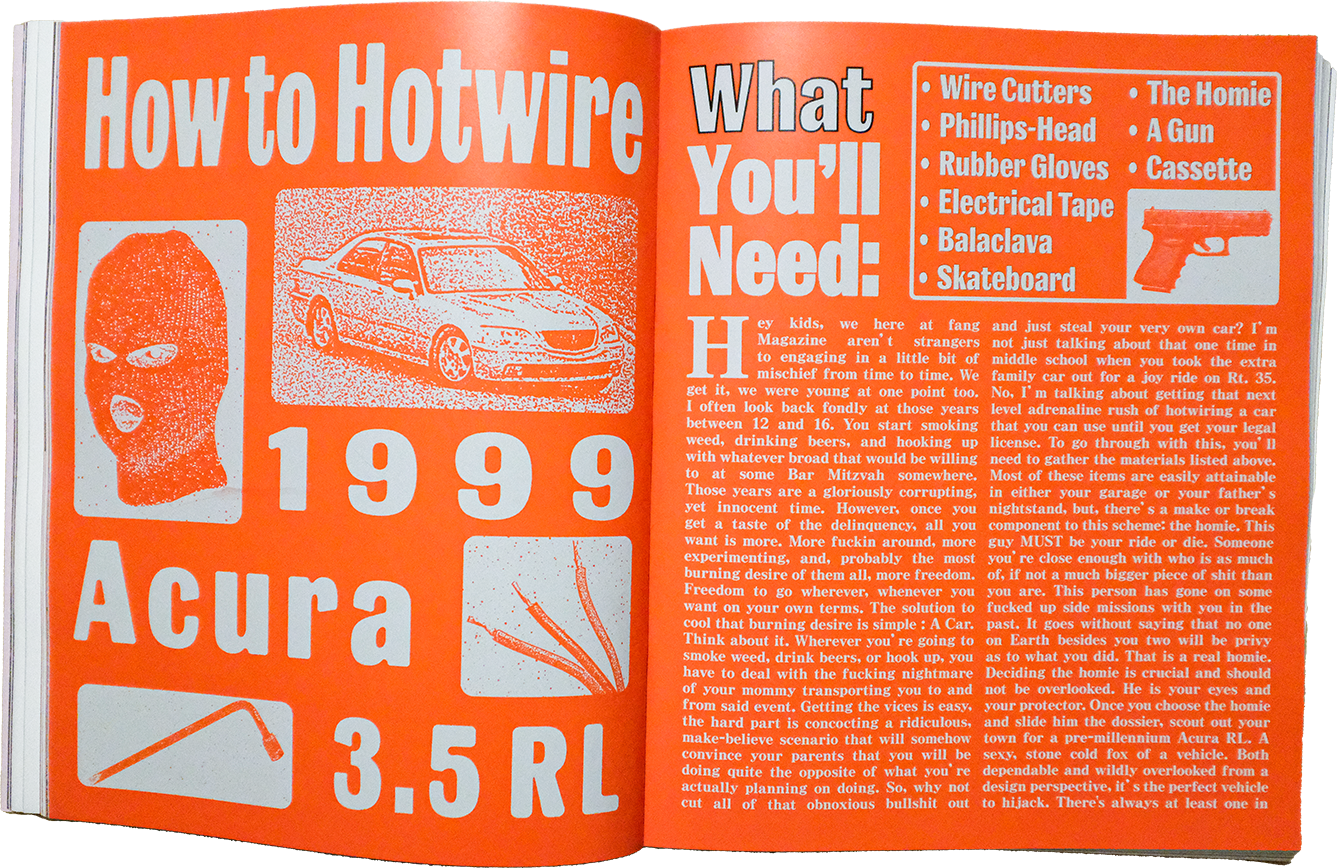 How to Hotwire
1999
Acura
3.5 RL
What
You'll
Need:
• Wire Cutters
• Phillips-Head
• Rubber Gloves
• Electrical Tape
• Balaclava
• Skateboard
• The Homie
• A Gun
• Cassette
Hey kids, we here at fang
Magazine aren't strangers
to engaging in a little bit of
mischief from time to time. We
get it, we were young at one point too.
I often look back fondly at those years
between 12 and 16. You start smoking
weed, drinking beers, and hooking up
with whatever broad that would be willing
to at some Bar Mitzvah somewhere.
Those years are a gloriously corrupting,
yet innocent time. However, once you
get a taste of the delinquency, all you
want is more. More fuckin around, more
experimenting, and, probably the most
burning desire of them all, more freedom.
Freedom to go wherever, whenever you
want on your own terms. The solution to
cool that burning desire is simple : A Car.
Think about it. Wherever you're going to
smoke weed, drink beers, or hook up, you
have to deal with the fucking nightmare
of your mommy transporting you to and
from said event. Getting the vices is easy,
the hard part is concocting a ridiculous,
make-believe scenario that will somehow
convince your parents that you will be
doing quite the opposite of what you're
actually planning on doing. So, why not
cut all of that obnoxious bullshit out
and just steal your very own car? I'm
not just talking about that one time in
middle school when you took the extra
family car out for a joy ride on Rt. 35.
No, I'm talking about getting that next
level adrenaline rush of hotwiring a car
that you can use until you get your legal
license. To go through with this, you'll
need to gather the materials listed above.
Most of these items are easily attainable
in either your garage or your father's
nightstand, but, there's a make or break
component to this scheme: the homie. This
guy MUST be your ride or die. Someone
you're close enough with who is as much
of, if not a much bigger piece of shit than
you are. This person has gone on some
fucked up side missions with you in the
past. It goes without saying that no one
on Earth besides you two will be privy
as to what you did. That is a real homie.
Deciding the homie is crucial and should
not be overlooked. He is your eyes and
your protector. Once you choose the homie
and slide him the dossier, scout out your
town for a pre-millennium Acura RL. A
sexy, stone cold fox of a vehicle. Both
dependable and wildly overlooked from a
design perspective, it's the perfect vehicle
to hijack. There's always at least one in